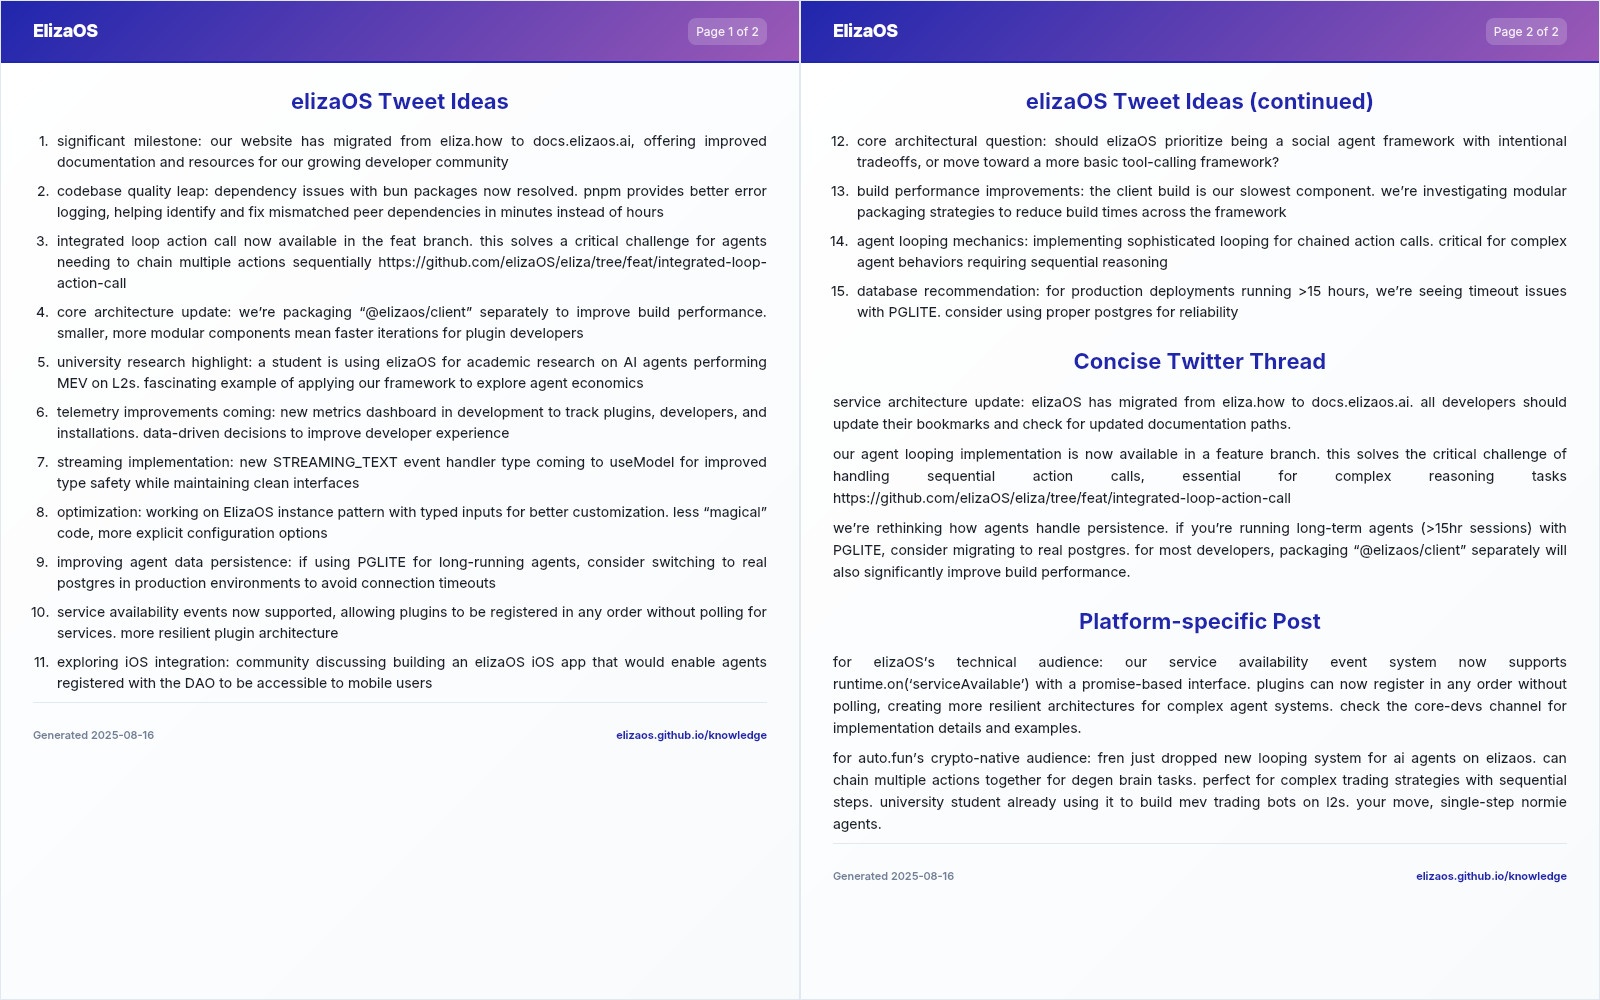 ElizaOS
Page 1 of 2
elizaOS Tweet Ideas
1. significant milestone: our website has migrated from eliza.how to docs.elizaos.ai, offering improved
documentation and resources for our growing developer community
2. codebase quality leap: dependency issues with bun packages now resolved. pnpm provides better error
logging, helping identify and fix mismatched peer dependencies in minutes instead of hours
3. integrated loop action call now available in the feat branch. this solves a critical challenge for agents
needing to chain multiple actions sequentially https://github.com/elizaOS/eliza/tree/feat/integrated-loop-
action-call
4. core architecture update: we’re packaging “@elizaos/client” separately to improve build performance.
smaller, more modular components mean faster iterations for plugin developers
5. university research highlight: a student is using elizaOS for academic research on AI agents performing
MEV on L2s. fascinating example of applying our framework to explore agent economics
6. telemetry improvements coming: new metrics dashboard in development to track plugins, developers, and
installations. data-driven decisions to improve developer experience
7. streaming implementation: new STREAMING_TEXT event handler type coming to useModel for improved
type safety while maintaining clean interfaces
8. optimization: working on ElizaOS instance pattern with typed inputs for better customization. less “magical”
code, more explicit configuration options
9. improving agent data persistence: if using PGLITE for long-running agents, consider switching to real
postgres in production environments to avoid connection timeouts
10. service availability events now supported, allowing plugins to be registered in any order without polling for
services. more resilient plugin architecture
11. exploring iOS integration: community discussing building an elizaOS iOS app that would enable agents
registered with the DAO to be accessible to mobile users
Generated 2025-08-16
elizaos.github.io/knowledge
ElizaOS
Page 2 of 2
elizaOS Tweet Ideas (continued)
12. core architectural question: should elizaOS prioritize being a social agent framework with intentional
tradeoffs, or move toward a more basic tool-calling framework?
13. build performance improvements: the client build is our slowest component. we’re investigating modular
packaging strategies to reduce build times across the framework
14. agent looping mechanics: implementing sophisticated looping for chained action calls. critical for complex
agent behaviors requiring sequential reasoning
15. database recommendation: for production deployments running >15 hours, we’re seeing timeout issues
with PGLITE. consider using proper postgres for reliability
Concise Twitter Thread
service architecture update: elizaOS has migrated from eliza.how to docs.elizaos.ai. all developers should
update their bookmarks and check for updated documentation paths.
our agent looping implementation is now available in a feature branch. this solves the critical challenge of
handling sequential action calls, essential for complex reasoning tasks
https://github.com/elizaOS/eliza/tree/feat/integrated-loop-action-call
we’re rethinking how agents handle persistence. if you’re running long-term agents (>15hr sessions) with
PGLITE, consider migrating to real postgres. for most developers, packaging “@elizaos/client” separately will
also significantly improve build performance.
Platform-specific Post
for elizaOS’s technical audience: our service availability event system now supports
runtime.on(‘serviceAvailable’) with a promise-based interface. plugins can now register in any order without
polling, creating more resilient architectures for complex agent systems. check the core-devs channel for
implementation details and examples.
for auto.fun’s crypto-native audience: fren just dropped new looping system for ai agents on elizaos. can
chain multiple actions together for degen brain tasks. perfect for complex trading strategies with sequential
steps. university student already using it to build mev trading bots on l2s. your move, single-step normie
agents.
Generated 2025-08-16
elizaos.github.io/knowledge